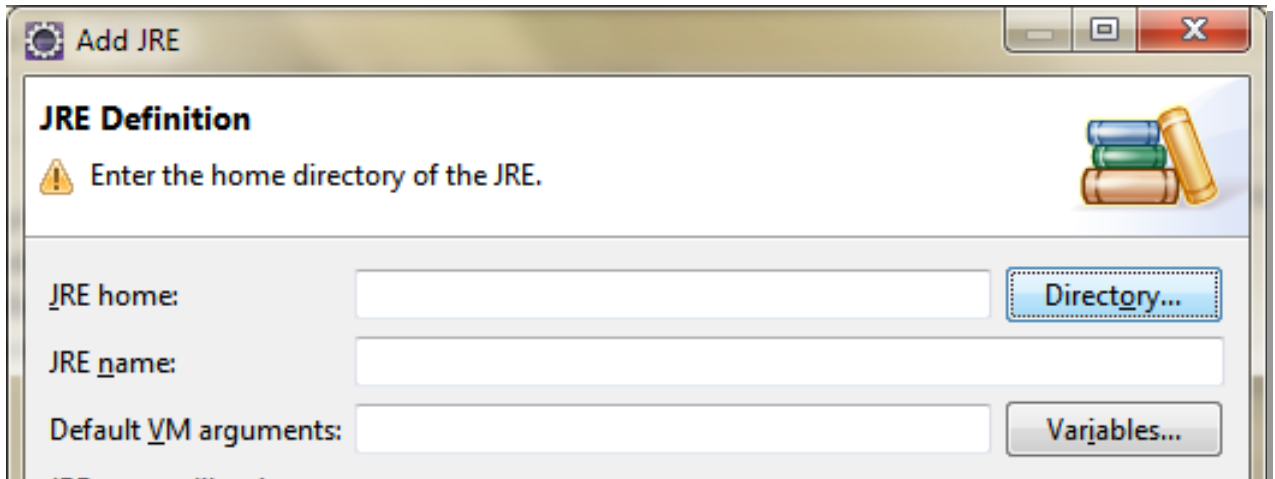 Add JRE
JRE Definition
Enter the home directory of the JRE.
JRE home:
Directory...
JRE name:
Default VM arguments:
Variables...